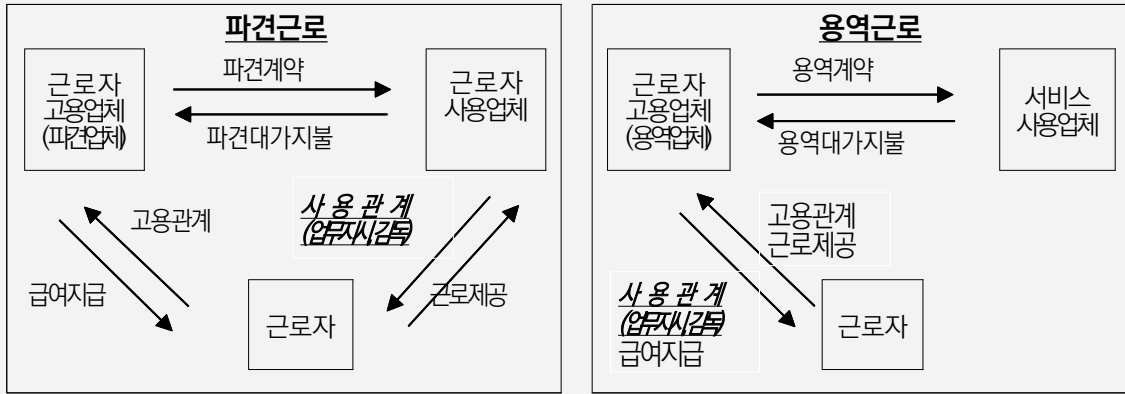 파견근로
근로자
고용업체
(파견업체)
파견계약
파견대가지불
근로자
사용업체
사용관계
(업무지시,감독)
고용관계
급여지급
근로제공
근로자
용역근로
근로자
고용업체
(용역업체)
용역계약
용역대가지불
서비스
사용업체
고용관계
근로제공
사용관계
(업무지시,감독)
급여지급
근로자